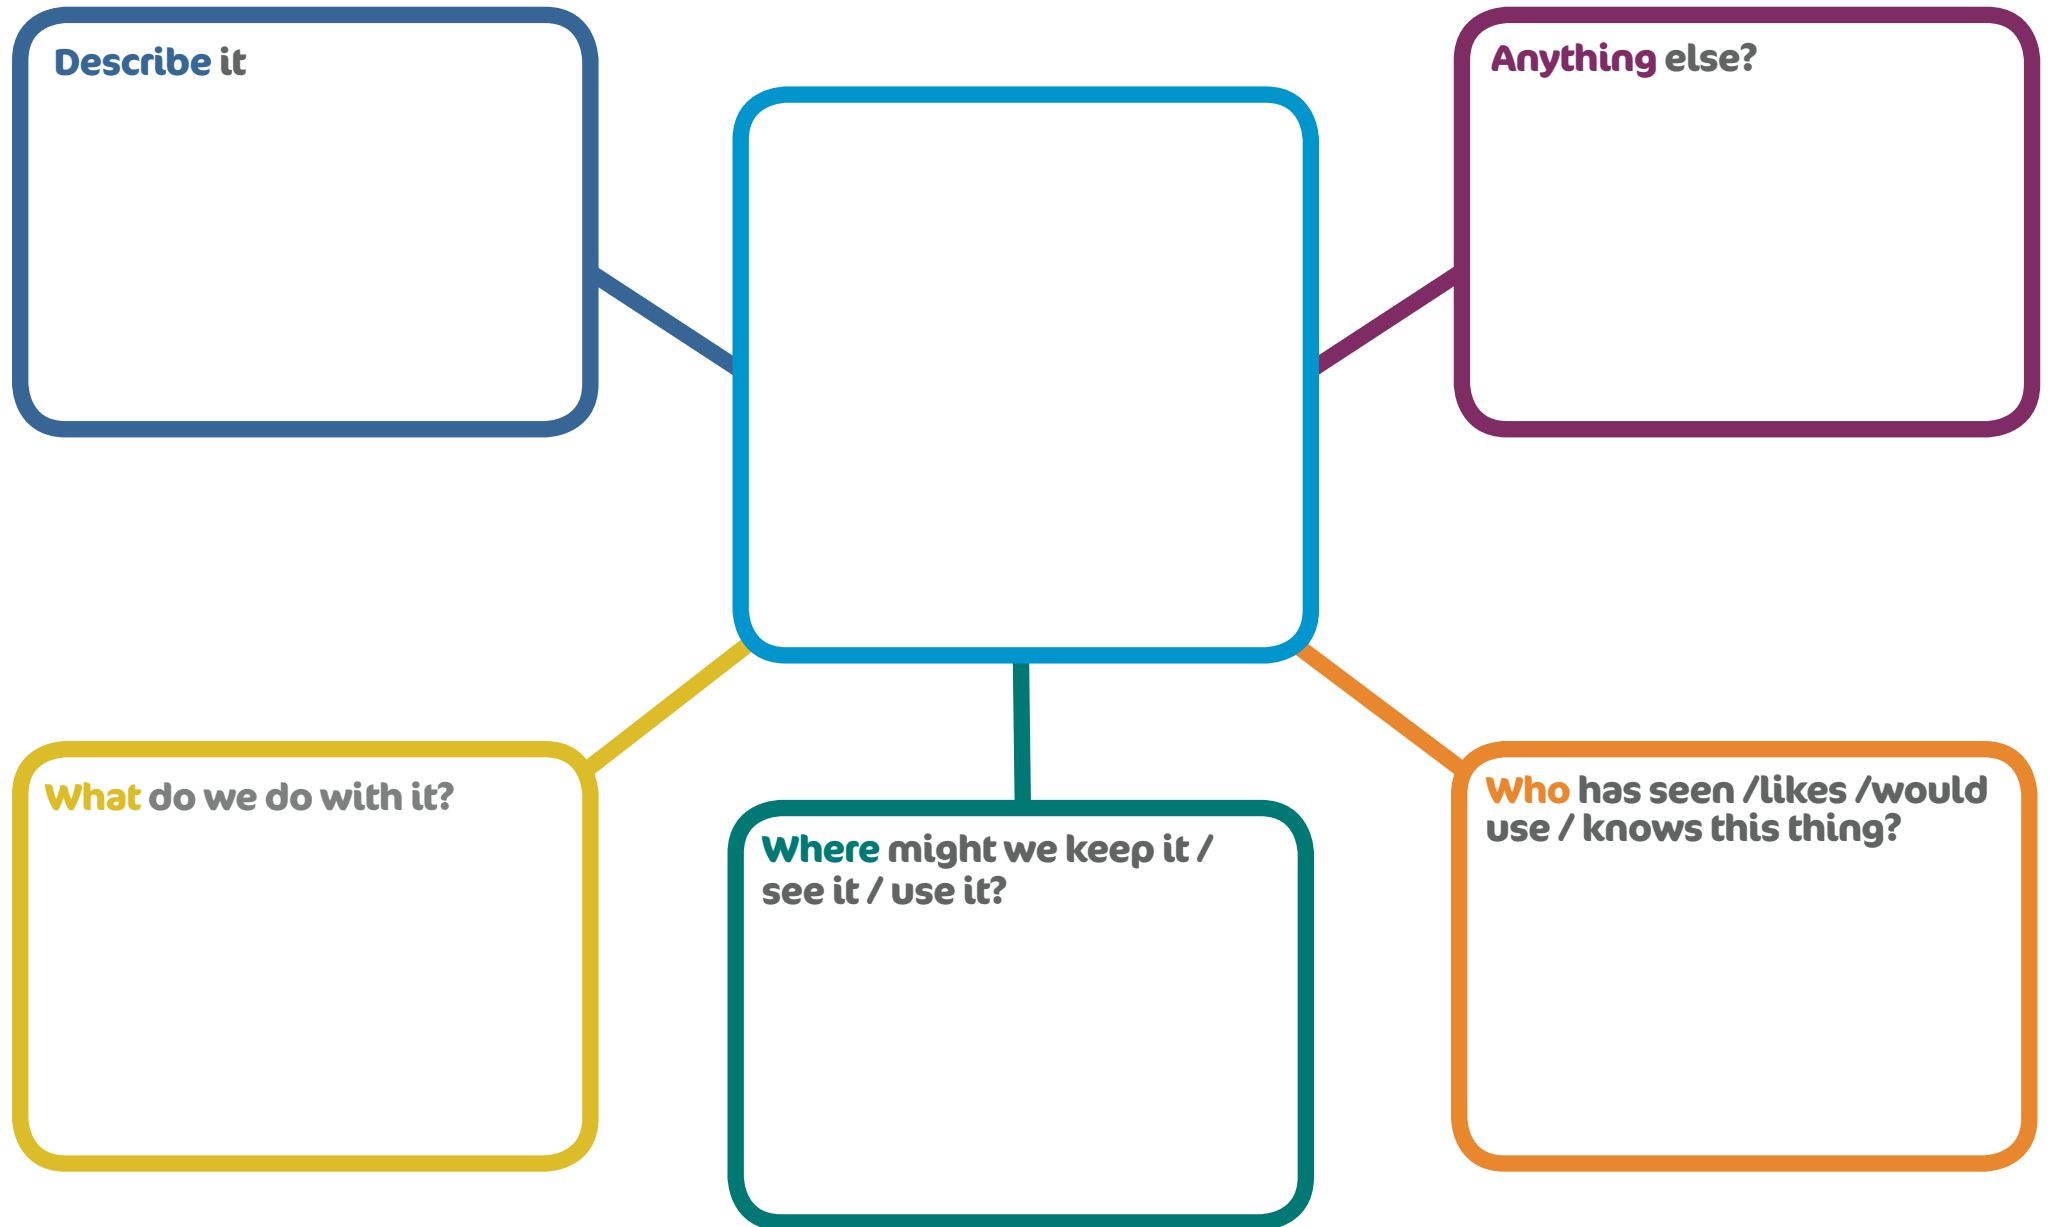 Describe it
Anything else?
What do we do with it?
Where might we keep it /
see it / use it?
Who has seen /likes /would
use / knows this thing?